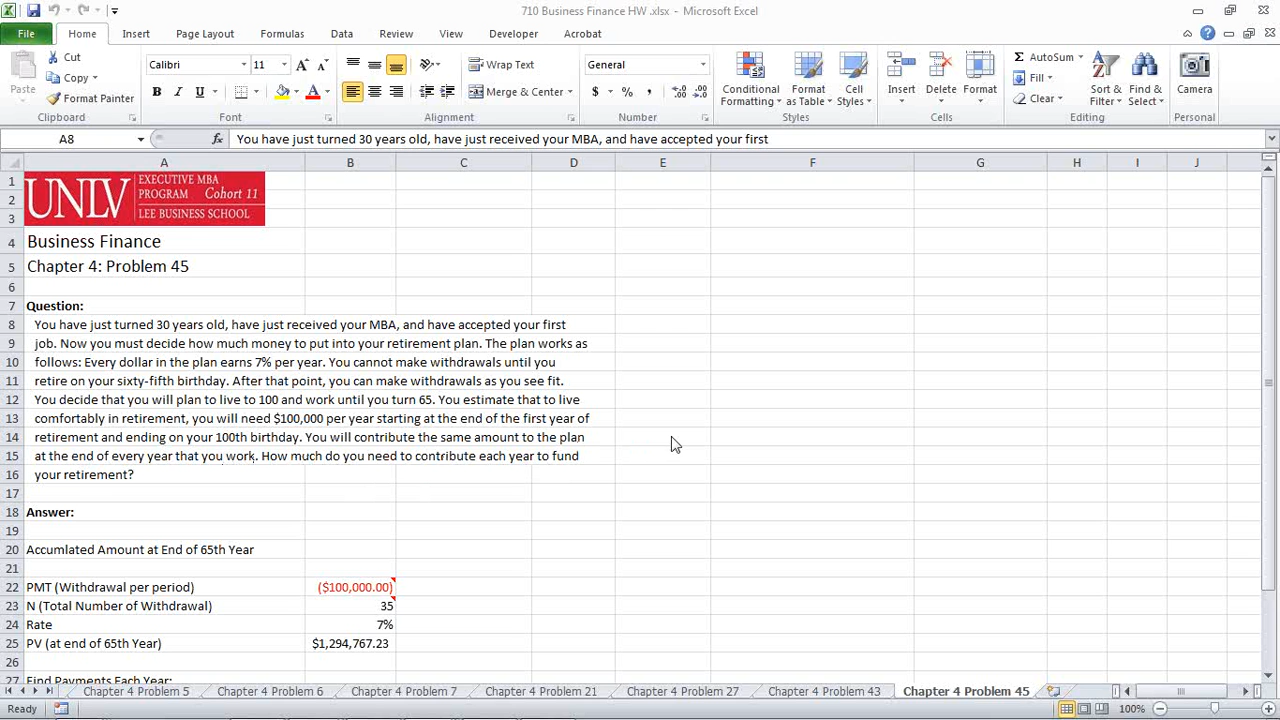 710 Business Finance HW .xlsx - Microsoft Excel
File Home Insert Page Layout Formulas Data Review View Developer Acrobat
Paste Cut Copy Format Painter Clipboard
Calibri 11 B I U A A A Font
Wrap Text Merge & Center Alignment
General $ % , Number
Conditional Formatting Format as Table Cell Styles Styles
Insert Delete Format Cells
Σ AutoSum Fill Clear Sort & Filter Find & Select Editing
Camera Personal
A8 fx You have just turned 30 years old, have just received your MBA, and have accepted your first
A B C D E F G H I J
1 UNLV EXECUTIVE MBA
2 PROGRAM Cohort 11
3 LEE BUSINESS SCHOOL
4 Business Finance
5 Chapter 4: Problem 45
6
7 Question:
8 You have just turned 30 years old, have just received your MBA, and have accepted your first
9 job. Now you must decide how much money to put into your retirement plan. The plan works as
10 follows: Every dollar in the plan earns 7% per year. You cannot make withdrawals until you
11 retire on your sixty-fifth birthday. After that point, you can make withdrawals as you see fit.
12 You decide that you will plan to live to 100 and work until you turn 65. You estimate that to live
13 comfortably in retirement, you will need $100,000 per year starting at the end of the first year of
14 retirement and ending on your 100th birthday. You will contribute the same amount to the plan
15 at the end of every year that you work. How much do you need to contribute each year to fund
16 your retirement?
17
18 Answer:
19
20 Accumlated Amount at End of 65th Year
21
22 PMT (Withdrawal per period) ($100,000.00)
23 N (Total Number of Withdrawal) 35
24 Rate 7%
25 PV (at end of 65th Year) $1,294,767.23
26
27 Find Payments Each Year:
Chapter 4 Problem 5 Chapter 4 Problem 6 Chapter 4 Problem 7 Chapter 4 Problem 21 Chapter 4 Problem 27 Chapter 4 Problem 43 Chapter 4 Problem 45
Ready 100%